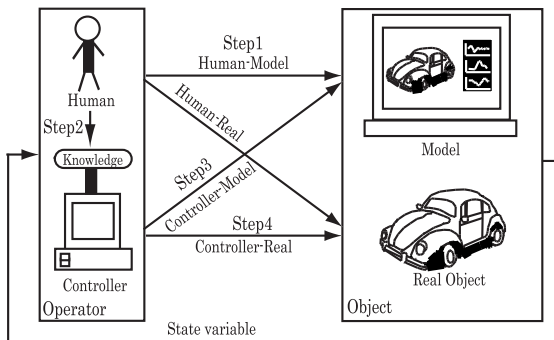 Step1
Human-Model
Human
Human-Real
Step2
Knowledge
Step3
Controller-Model
Step4
Controller-Real
Controller
Operator
Model
Real Object
Object
State variable